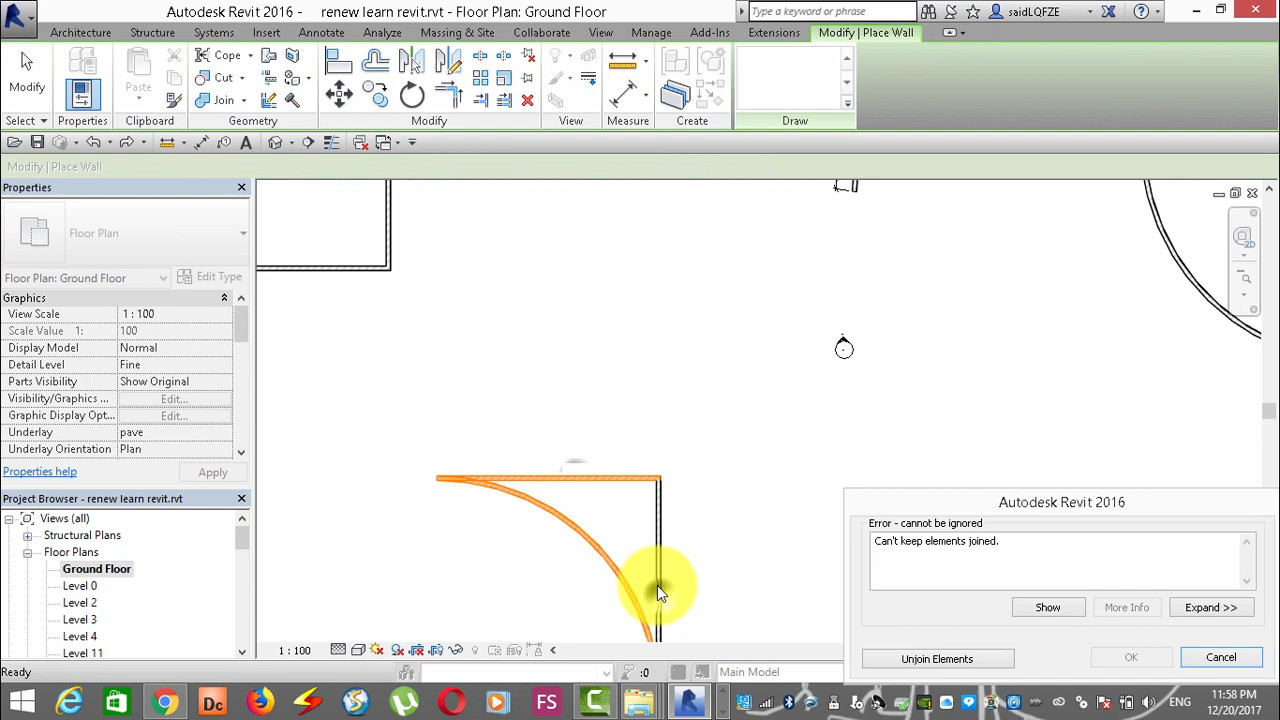 Autodesk Revit 2016 - renew learn revit.rvt - Floor Plan: Ground Floor
Type a keyword or phrase
saidLQFZE
Architecture Structure Systems Insert Annotate Analyze Massing & Site Collaborate View Manage Add-Ins Extensions Modify | Place Wall
Modify
Paste
Cope
Cut
Join
Select Properties Clipboard Geometry Modify View Measure Create Draw
Modify | Place Wall
Properties
Floor Plan
Floor Plan: Ground Floor
Edit Type
Graphics
View Scale 1 : 100
Scale Value 1: 100
Display Model Normal
Detail Level Fine
Parts Visibility Show Original
Visibility/Graphics ... Edit...
Graphic Display Opt... Edit...
Underlay pave
Underlay Orientation Plan
Properties help
Apply
Project Browser - renew learn revit.rvt
Views (all)
Structural Plans
Floor Plans
Ground Floor
Level 0
Level 2
Level 3
Level 4
Level 11
2D
Autodesk Revit 2016
Error - cannot be ignored
Can't keep elements joined.
Show More Info Expand >>
Unjoin Elements OK Cancel
1 : 100
Ready
:0
Main Model
Dc
FS
ENG
11:58 PM
12/20/2017